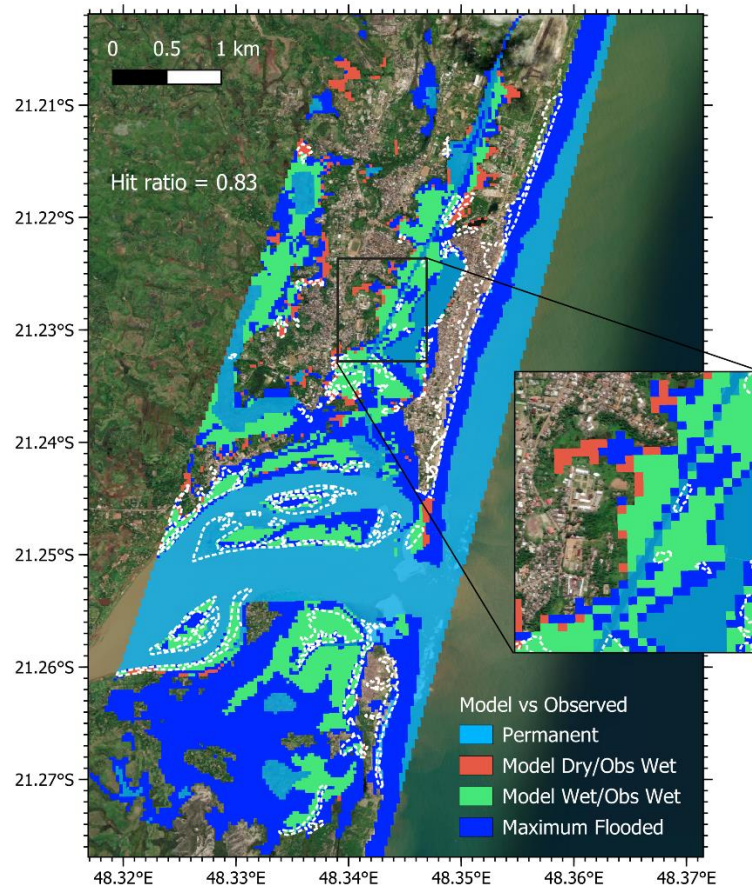 0 0.5 1 km
21.21°S
Hit ratio = 0.83
21.22°S
21.23°S
21.24°S
21.25°S
21.26°S
Model vs Observed
Permanent
Model Dry/Obs Wet
Model Wet/Obs Wet
21.27°S
Maximum Flooded
48.32°E 48.33°E 48.34°E 48.35°E 48.36°E 48.37°E